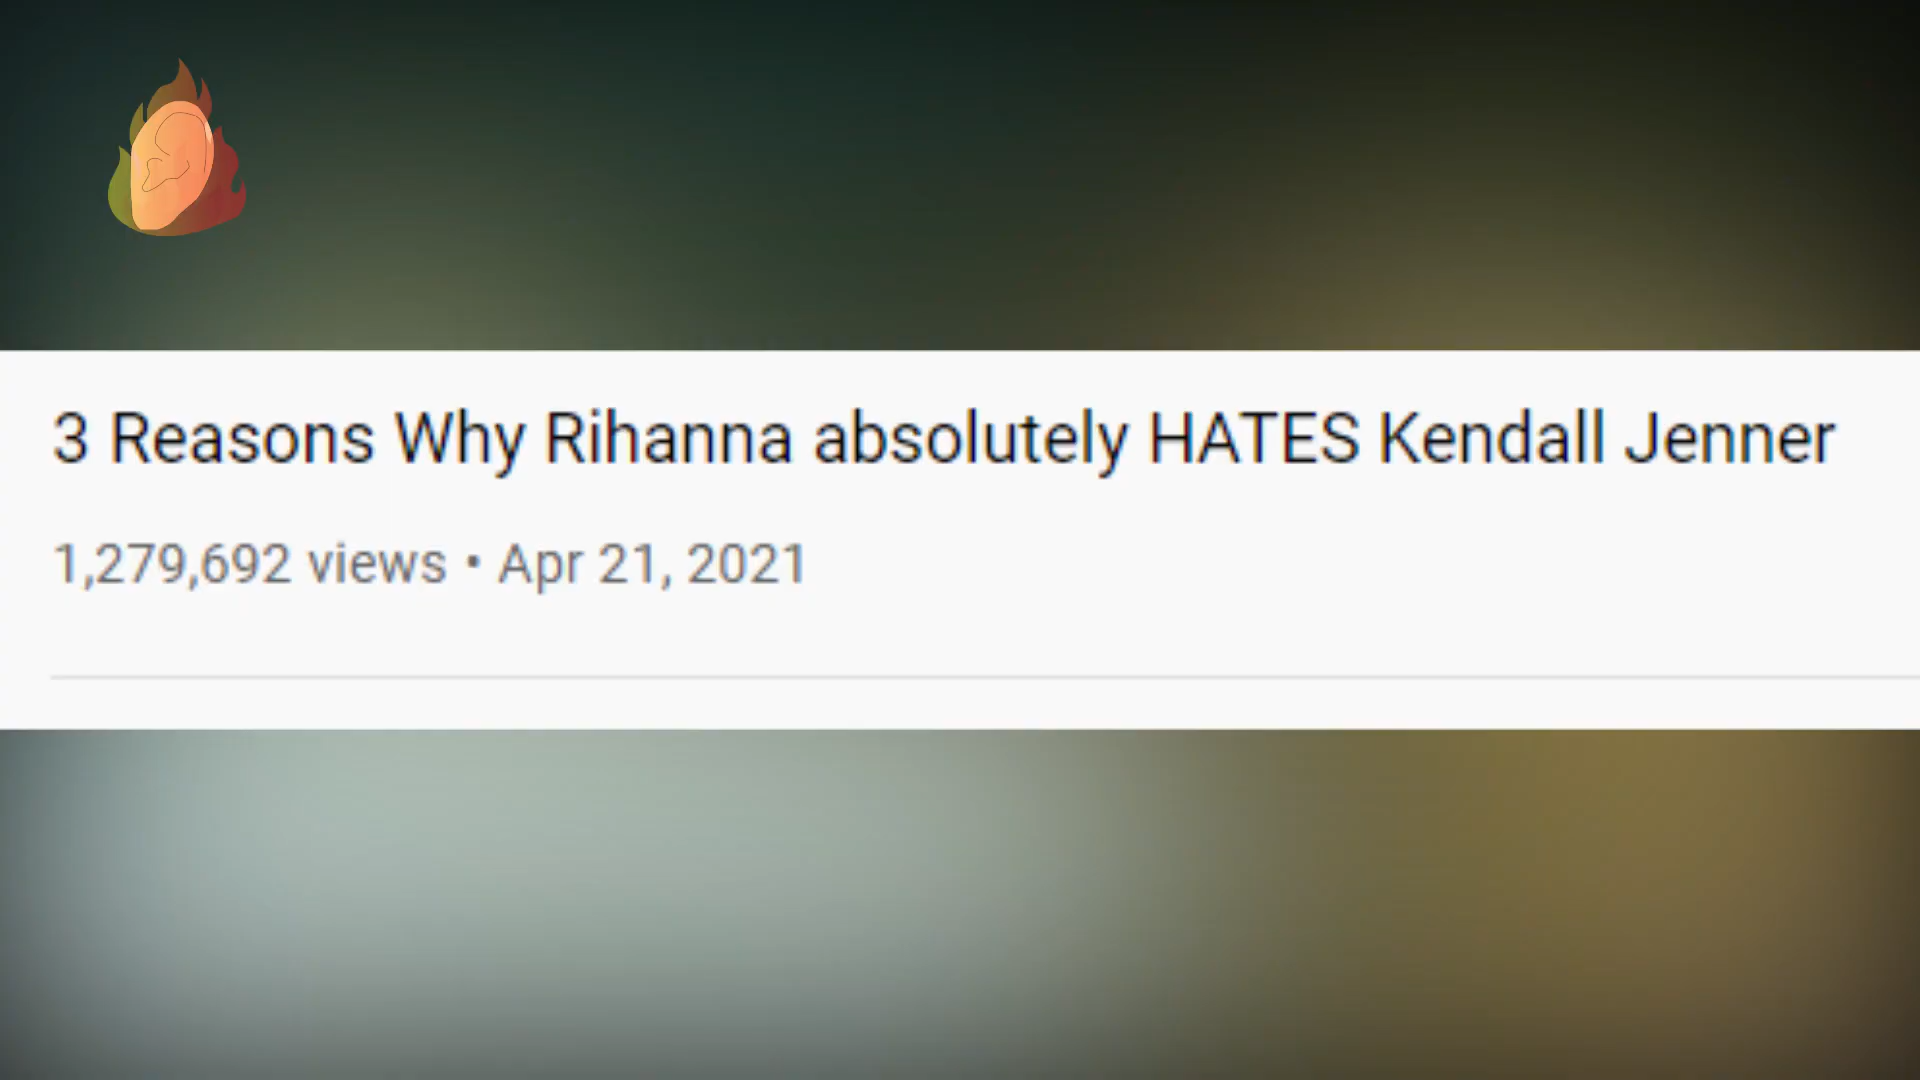 3 Reasons Why Rihanna absolutely HATES Kendall Jenner
1,279,692 views • Apr 21, 2021